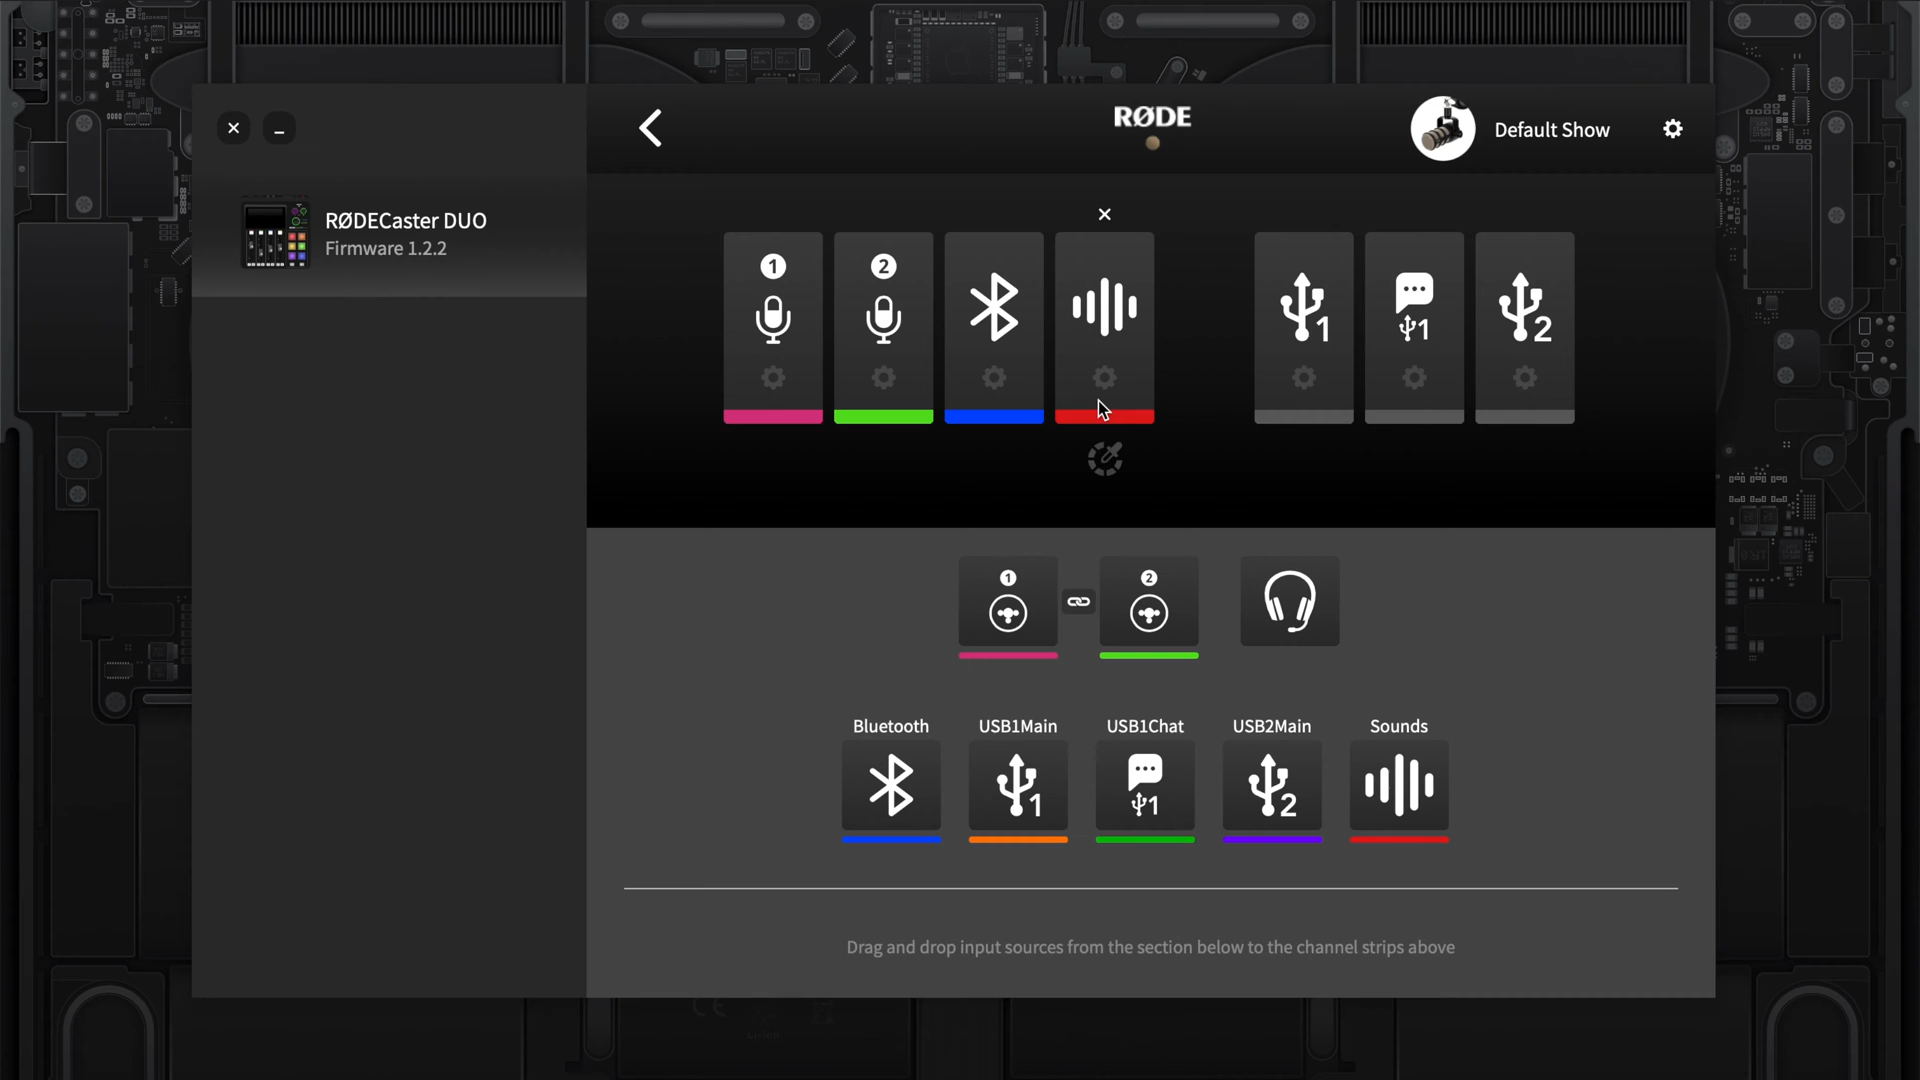 RØDE
Default Show
RØDECaster DUO
Firmware 1.2.2
1
2
1
1
2
1
2
Bluetooth
USB1Main
USB1Chat
USB2Main
Sounds
1
1
2
Drag and drop input sources from the section below to the channel strips above